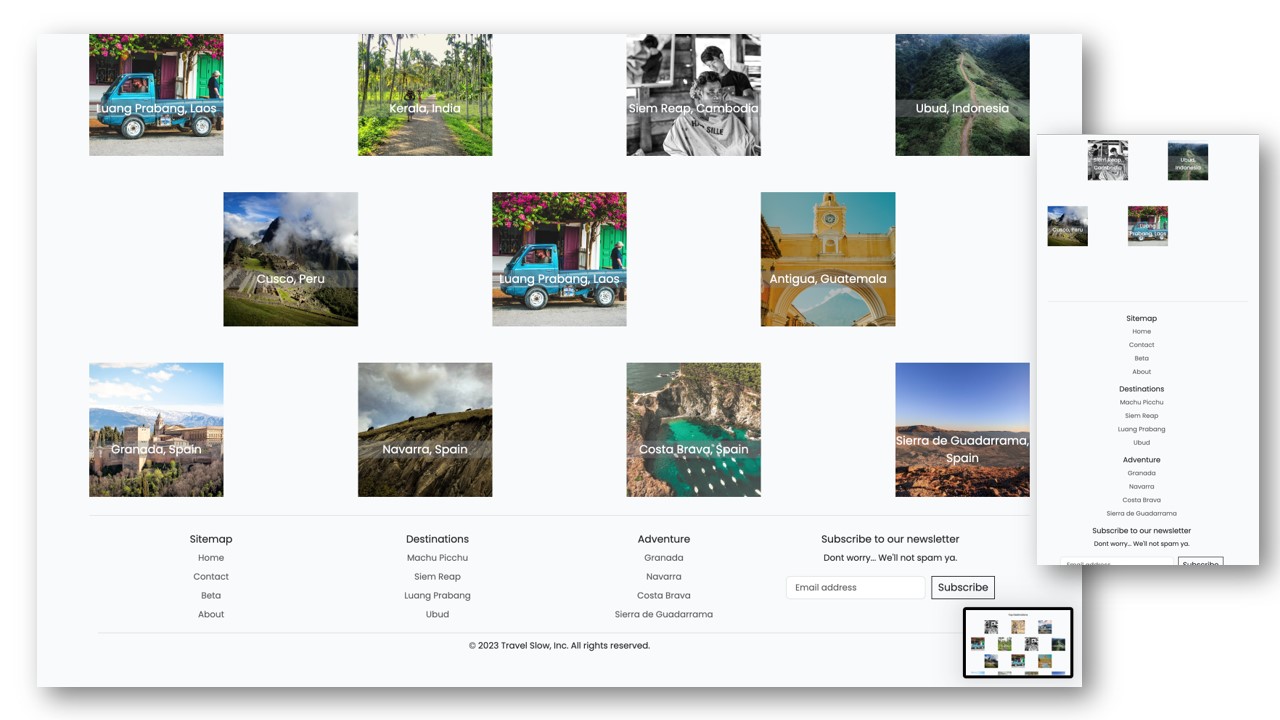 Luang Prabang, Laos
Kerala, India
Siem Reap, Cambodia
Ubud, Indonesia
Cusco, Peru
Luang Prabang, Laos
Antigua, Guatemala
Granada, Spain
Navarra, Spain
Costa Brava, Spain
Sierra de Guadarrama,
Spain
Sitemap
Home
Contact
Beta
About
Destinations
Machu Picchu
Siem Reap
Luang Prabang
Ubud
Adventure
Granada
Navarra
Costa Brava
Sierra de Guadarrama
Subscribe to our newsletter
Dont worry... We'll not spam ya.
Email address
Subscribe
© 2023 Travel Slow, Inc. All rights reserved.
Siem Reap,
Cambodia
Ubud,
Indonesia
Cusco, Peru
Luang
Prabang, Laos
Sitemap
Home
Contact
Beta
About
Destinations
Machu Picchu
Siem Reap
Luang Prabang
Ubud
Adventure
Granada
Navarra
Costa Brava
Sierra de Guadarrama
Subscribe to our newsletter
Dont worry... We'll not spam ya.
Email address
Subscribe